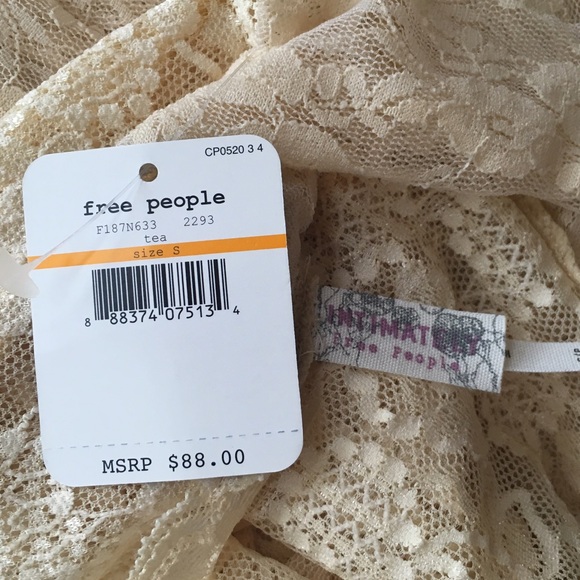 CP0520 3 4
free people
F187N633 2293
tea
size S
8 88374 07513 4
MSRP $88.00
INTIMATELY
Free People